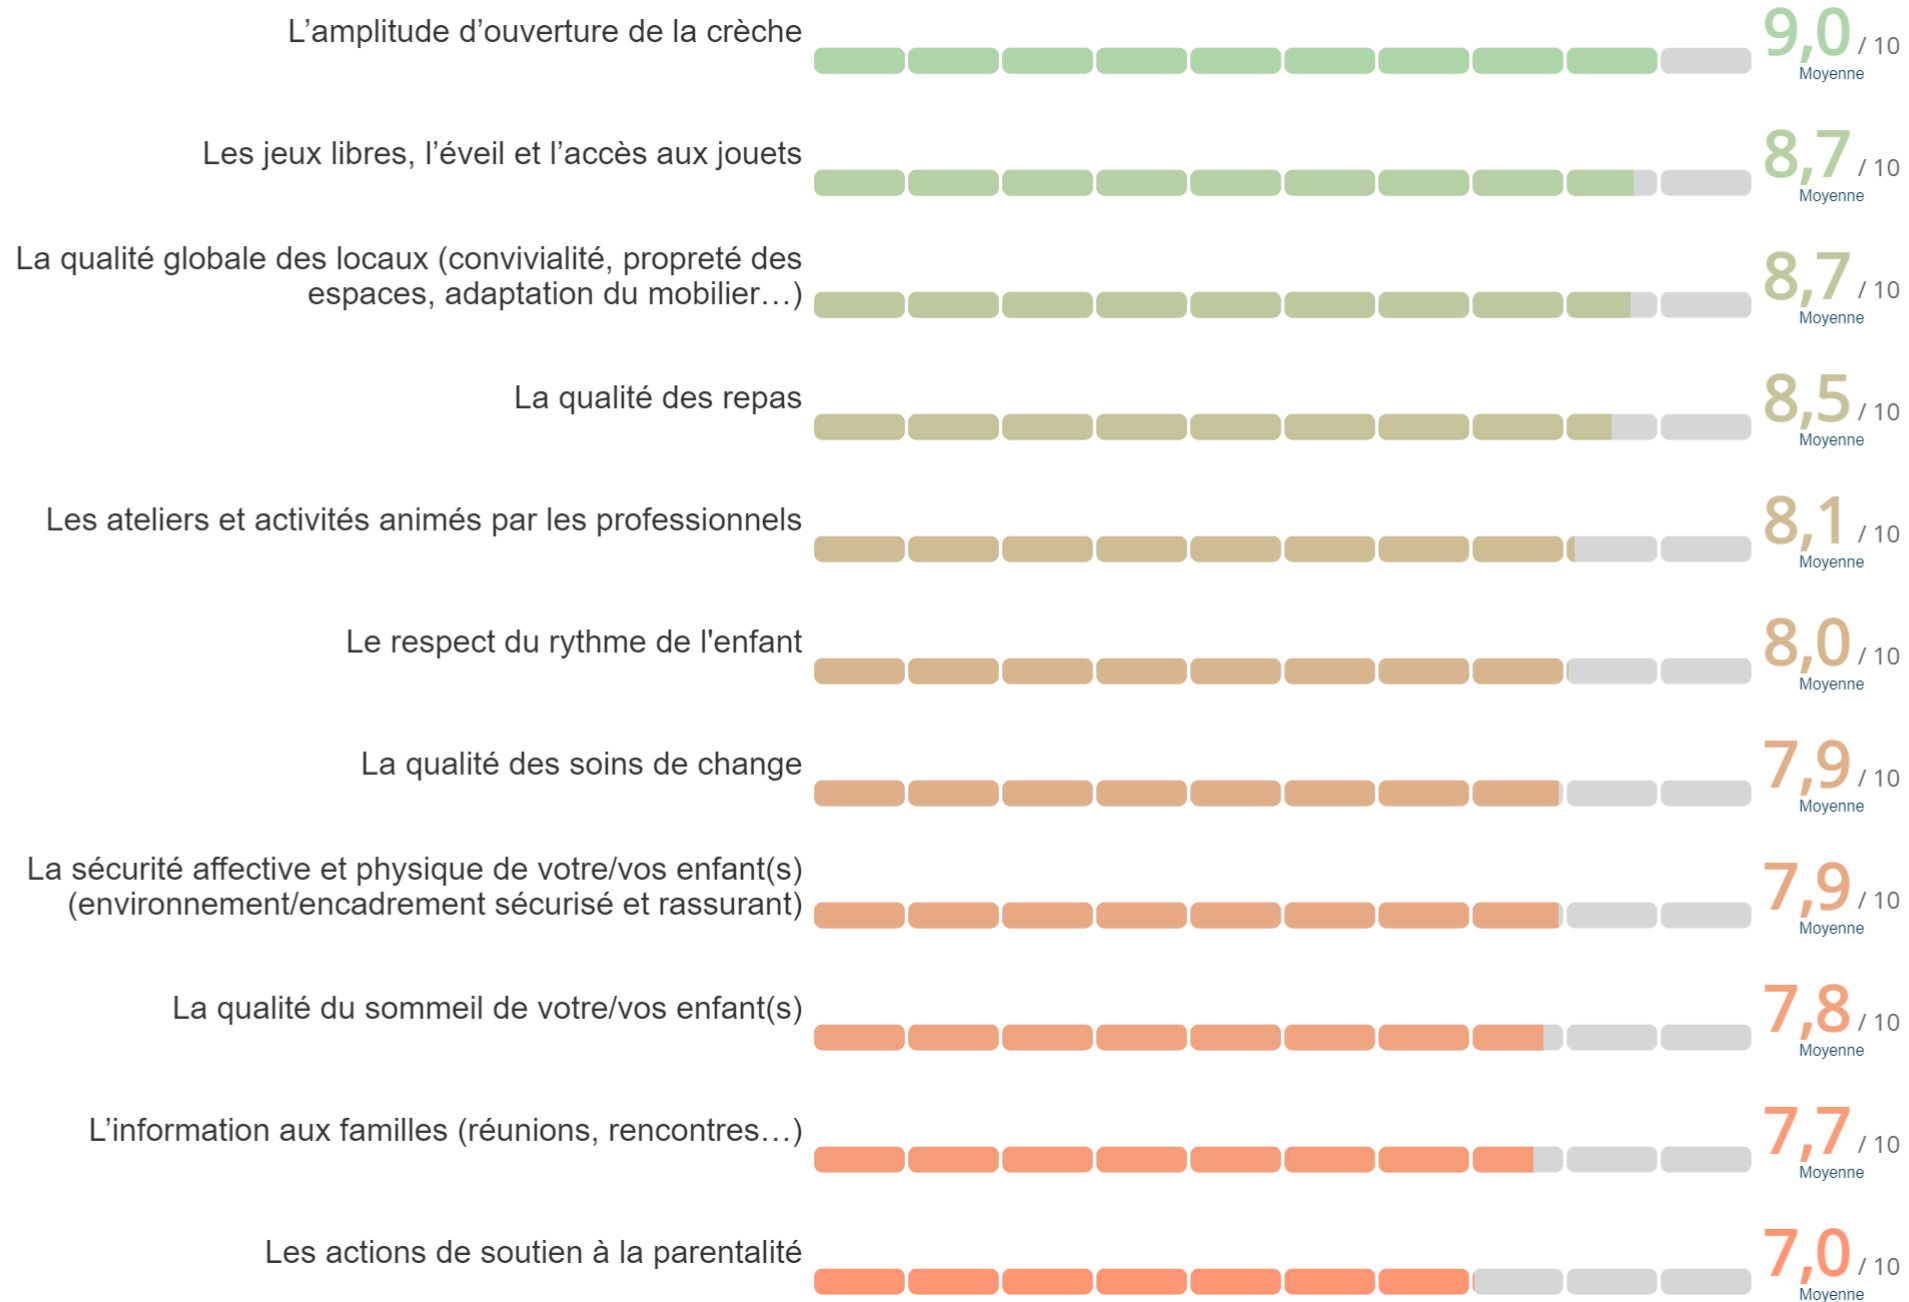 L’amplitude d’ouverture de la crèche
9,0 / 10
Moyenne
Les jeux libres, l’éveil et l’accès aux jouets
8,7 / 10
Moyenne
La qualité globale des locaux (convivialité, propreté des
espaces, adaptation du mobilier…)
8,7 / 10
Moyenne
La qualité des repas
8,5 / 10
Moyenne
Les ateliers et activités animés par les professionnels
8,1 / 10
Moyenne
Le respect du rythme de l'enfant
8,0 / 10
Moyenne
La qualité des soins de change
7,9 / 10
Moyenne
La sécurité affective et physique de votre/vos enfant(s)
(environnement/encadrement sécurisé et rassurant)
7,9 / 10
Moyenne
La qualité du sommeil de votre/vos enfant(s)
7,8 / 10
Moyenne
L’information aux familles (réunions, rencontres…)
7,7 / 10
Moyenne
Les actions de soutien à la parentalité
7,0 / 10
Moyenne